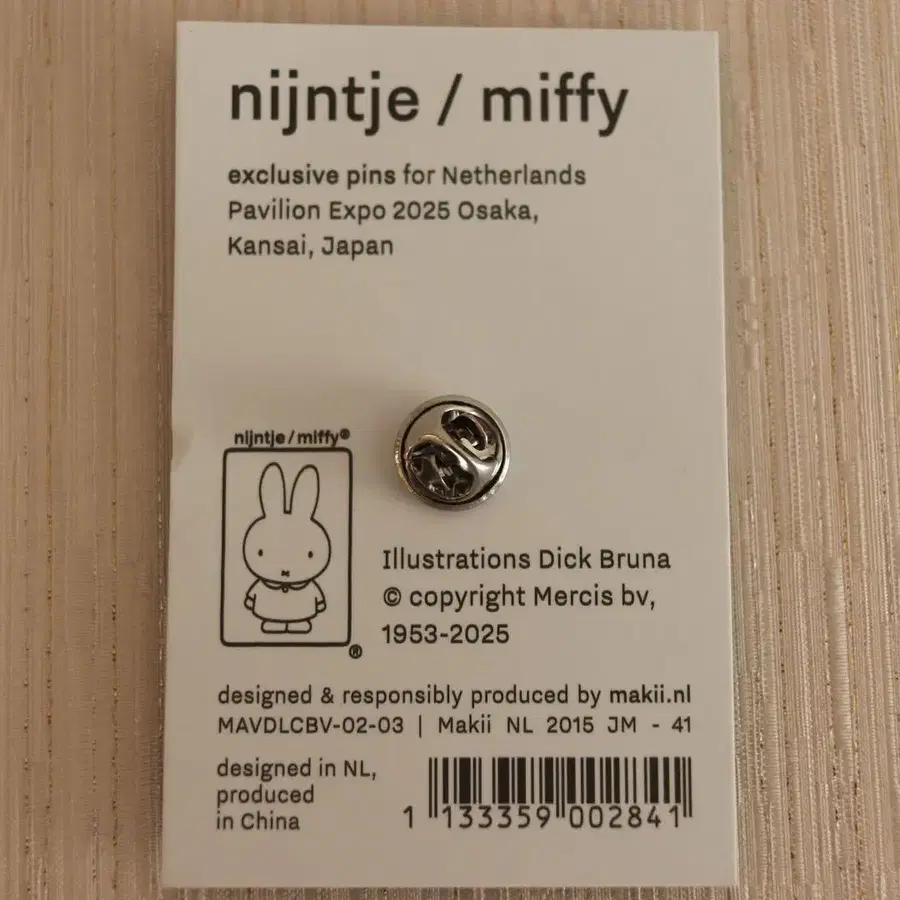 nijntje / miffy
exclusive pins for Netherlands
Pavilion Expo 2025 Osaka,
Kansai, Japan
nijntje / miffy®
®
Illustrations Dick Bruna
© copyright Mercis bv,
1953-2025
designed & responsibly produced by makii.nl
MAVDLCBV-02-03 | Makii NL 2015 JM - 41
designed in NL,
produced
in China
1 133359 002841